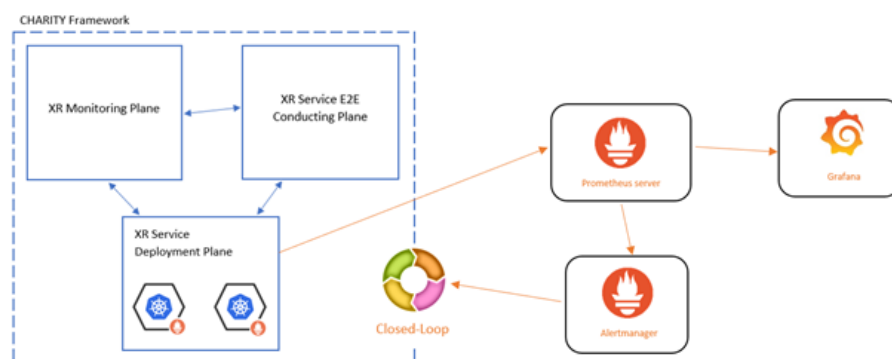 CHARITY Framework
XR Monitoring Plane
XR Service E2E
Conducting Plane
XR Service
Deployment Plane
Prometheus server
Grafana
Alertmanager
Closed-Loop